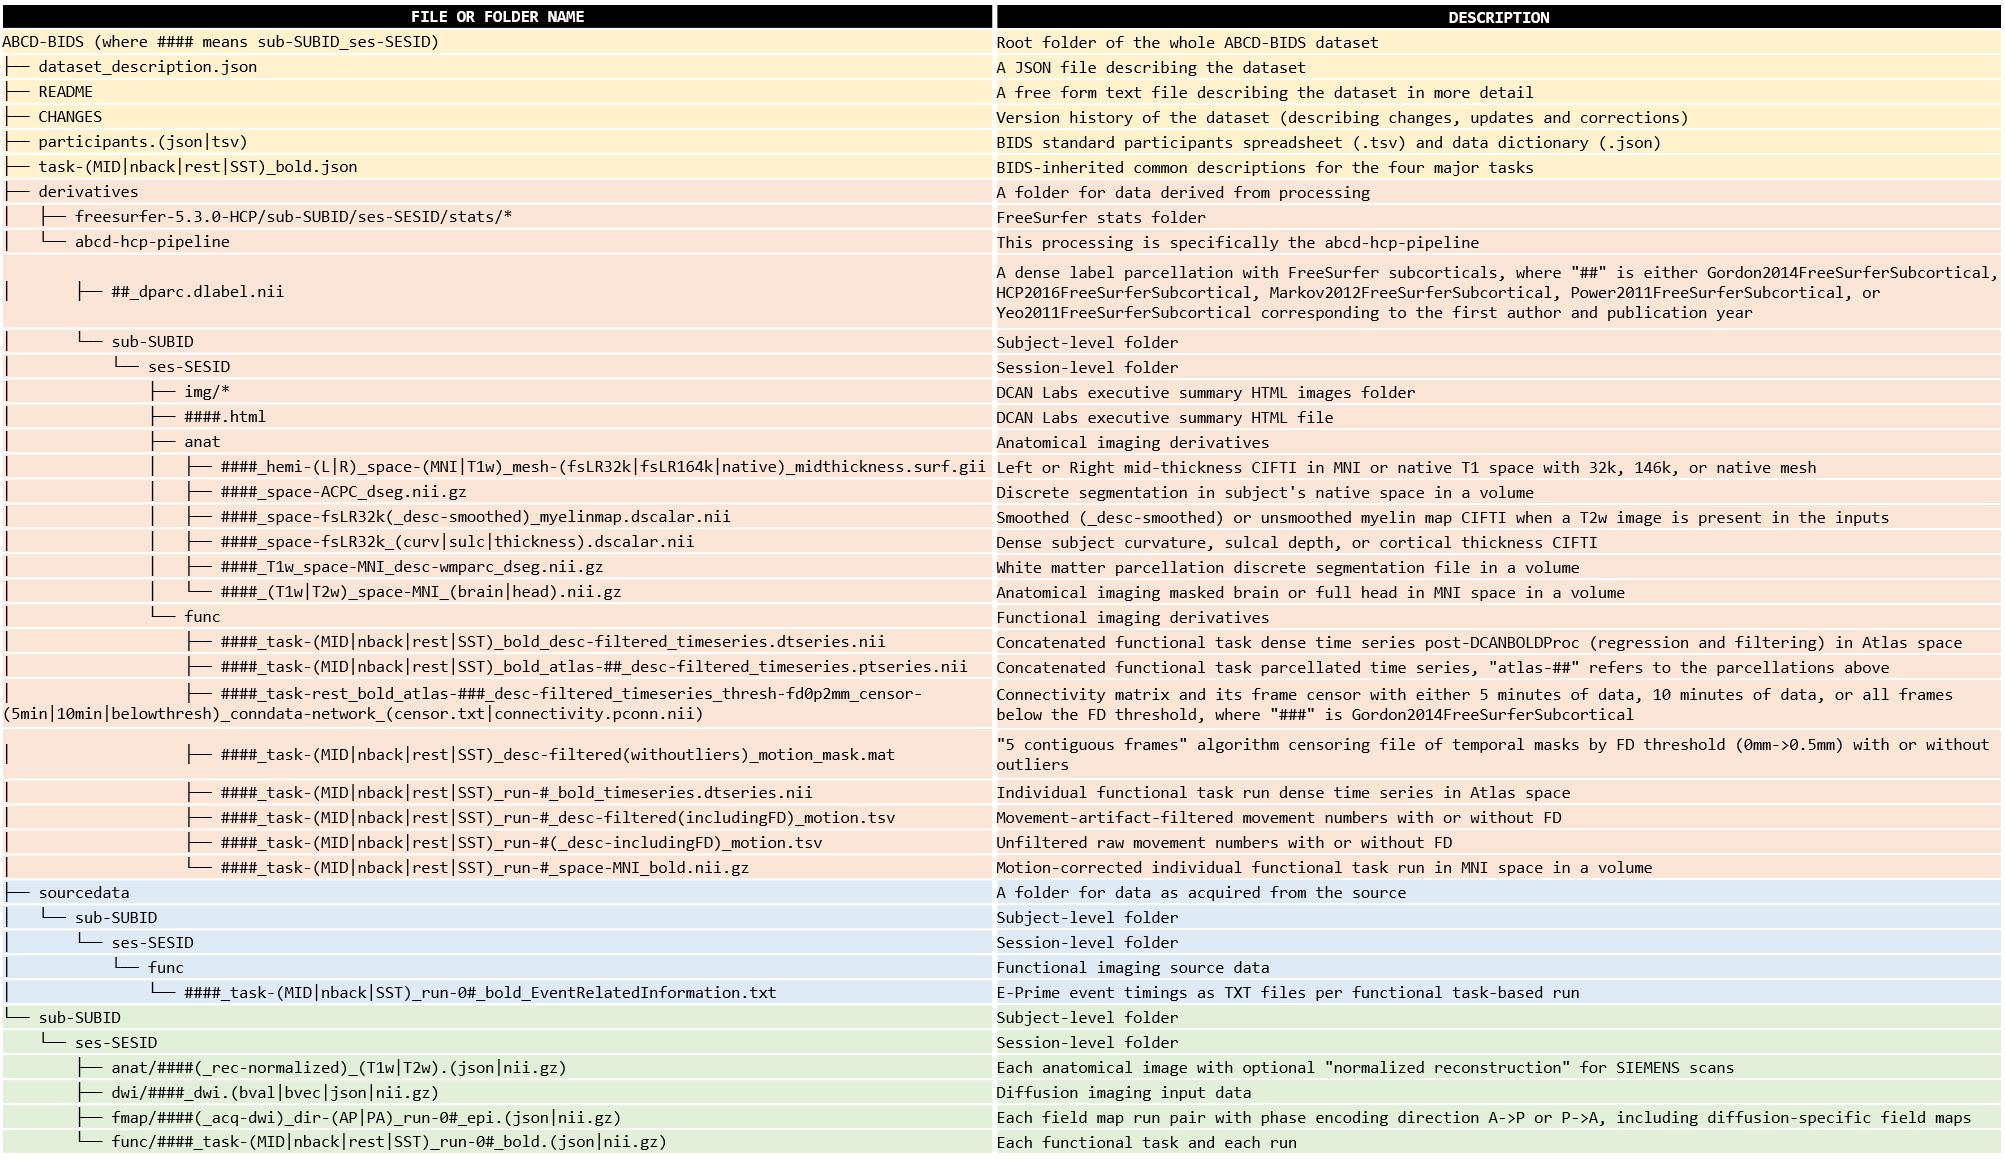 FILE OR FOLDER NAME	DESCRIPTION
ABCD-BIDS (where #### means sub-SUBID_ses-SESID)	Root folder of the whole ABCD-BIDS dataset
├── dataset_description.json	A JSON file describing the dataset
├── README	A free form text file describing the dataset in more detail
├── CHANGES	Version history of the dataset (describing changes, updates and corrections)
├── participants.(json|tsv)	BIDS standard participants spreadsheet (.tsv) and data dictionary (.json)
├── task-(MID|nback|rest|SST)_bold.json	BIDS-inherited common descriptions for the four major tasks
├── derivatives	A folder for data derived from processing
│   ├── freesurfer-5.3.0-HCP/sub-SUBID/ses-SESID/stats/*	FreeSurfer stats folder
│   └── abcd-hcp-pipeline	This processing is specifically the abcd-hcp-pipeline
│       ├── ##_dparc.dlabel.nii	A dense label parcellation with FreeSurfer subcorticals, where "##" is either Gordon2014FreeSurferSubcortical,
HCP2016FreeSurferSubcortical, Markov2012FreeSurferSubcortical, Power2011FreeSurferSubcortical, or
Yeo2011FreeSurferSubcortical corresponding to the first author and publication year
│       └── sub-SUBID	Subject-level folder
│           └── ses-SESID	Session-level folder
│               ├── img/*	DCAN Labs executive summary HTML images folder
│               ├── ####.html	DCAN Labs executive summary HTML file
│               ├── anat	Anatomical imaging derivatives
│               │   ├── ####_hemi-(L|R)_space-(MNI|T1w)_mesh-(fsLR32k|fsLR164k|native)_midthickness.surf.gii	Left or Right mid-thickness CIFTI in MNI or native T1 space with 32k, 146k, or native mesh
│               │   ├── ####_space-ACPC_dseg.nii.gz	Discrete segmentation in subject's native space in a volume
│               │   ├── ####_space-fsLR32k(_desc-smoothed)_myelinmap.dscalar.nii	Smoothed (_desc-smoothed) or unsmoothed myelin map CIFTI when a T2w image is present in the inputs
│               │   ├── ####_space-fsLR32k_(curv|sulc|thickness).dscalar.nii	Dense subject curvature, sulcal depth, or cortical thickness CIFTI
│               │   ├── ####_T1w_space-MNI_desc-wmparc_dseg.nii.gz	White matter parcellation discrete segmentation file in a volume
│               │   └── ####_(T1w|T2w)_space-MNI_(brain|head).nii.gz	Anatomical imaging masked brain or full head in MNI space in a volume
│               └── func	Functional imaging derivatives
│                   ├── ####_task-(MID|nback|rest|SST)_bold_desc-filtered_timeseries.dtseries.nii	Concatenated functional task dense time series post-DCANBOLDProc (regression and filtering) in Atlas space
│                   ├── ####_task-(MID|nback|rest|SST)_bold_atlas-##_desc-filtered_timeseries.ptseries.nii	Concatenated functional task parcellated time series, "atlas-##" refers to the parcellations above
│                   ├── ####_task-rest_bold_atlas-###_desc-filtered_timeseries_thresh-fd0p2mm_censor-	Connectivity matrix and its frame censor with either 5 minutes of data, 10 minutes of data, or all frames
(5min|10min|belowthresh)_conndata-network_(censor.txt|connectivity.pconn.nii)	below the FD threshold, where "###" is Gordon2014FreeSurferSubcortical
│                   ├── ####_task-(MID|nback|rest|SST)_desc-filtered(withoutliers)_motion_mask.mat	"5 contiguous frames" algorithm censoring file of temporal masks by FD threshold (0mm->0.5mm) with or without
outliers
│                   ├── ####_task-(MID|nback|rest|SST)_run-#_bold_timeseries.dtseries.nii	Individual functional task run dense time series in Atlas space
│                   ├── ####_task-(MID|nback|rest|SST)_run-#_desc-filtered(includingFD)_motion.tsv	Movement-artifact-filtered movement numbers with or without FD
│                   ├── ####_task-(MID|nback|rest|SST)_run-#(_desc-includingFD)_motion.tsv	Unfiltered raw movement numbers with or without FD
│                   └── ####_task-(MID|nback|rest|SST)_run-#_space-MNI_bold.nii.gz	Motion-corrected individual functional task run in MNI space in a volume
├── sourcedata	A folder for data as acquired from the source
│   └── sub-SUBID	Subject-level folder
│       └── ses-SESID	Session-level folder
│           └── func	Functional imaging source data
│               └── ####_task-(MID|nback|SST)_run-0#_bold_EventRelatedInformation.txt	E-Prime event timings as TXT files per functional task-based run
└── sub-SUBID	Subject-level folder
    └── ses-SESID	Session-level folder
        ├── anat/####(_rec-normalized)_(T1w|T2w).(json|nii.gz)	Each anatomical image with optional "normalized reconstruction" for SIEMENS scans
        ├── dwi/####_dwi.(bval|bvec|json|nii.gz)	Diffusion imaging input data
        ├── fmap/####(_acq-dwi)_dir-(AP|PA)_run-0#_epi.(json|nii.gz)	Each field map run pair with phase encoding direction A->P or P->A, including diffusion-specific field maps
        └── func/####_task-(MID|nback|rest|SST)_run-0#_bold.(json|nii.gz)	Each functional task and each run